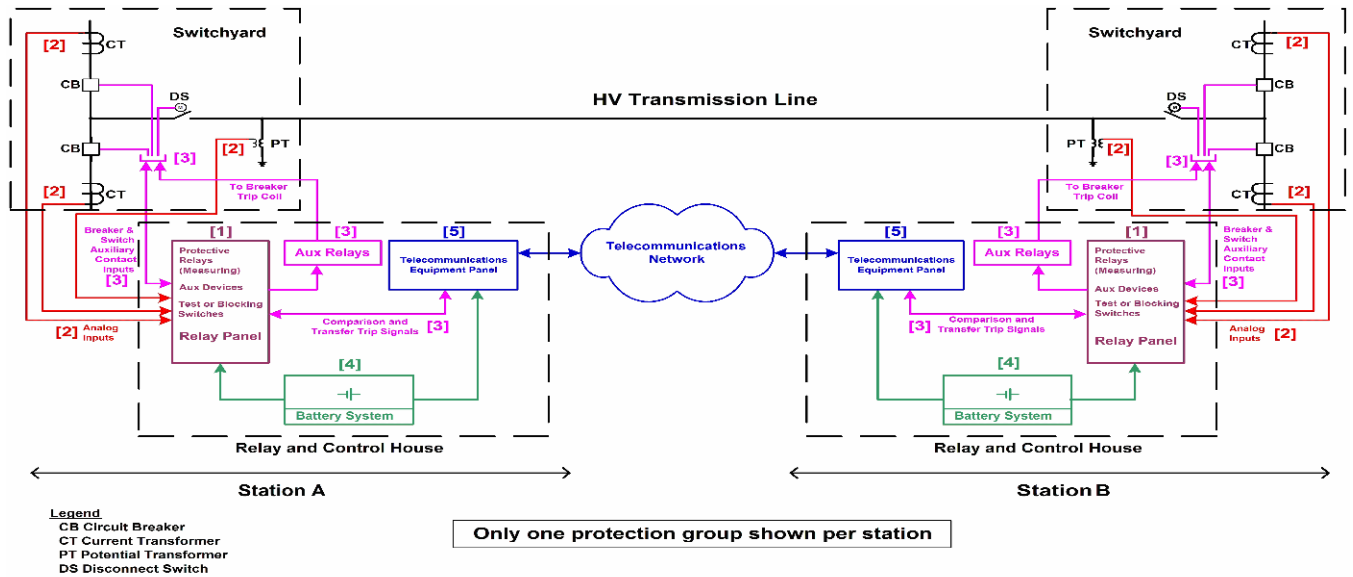 Switchyard
[2]
CT
CB
DS
CB
[3]
[2]
PT
[2]
CT
To Breaker
Trip Coil
HV Transmission Line
Switchyard
CT
[2]
DS
CB
PT
[2]
[3]
CB
To Breaker
Trip Coil
CT
[2]
Breaker &
Switch
Auxiliary
Contact
Inputs
[3]
[2]
Analog
Inputs
[1]
Protective
Relays
(Measuring)
Aux Devices
Test or Blocking
Switches
Relay Panel
[3]
Aux Relays
[5]
Telecommunications
Equipment Panel
Comparison and
Transfer Trip Signals
[3]
[4]
Battery System
Relay and Control House
Telecommunications
Network
[5]
Telecommunications
Equipment Panel
[3]
Aux Relays
[1]
Protective
Relays
(Measuring)
Aux Devices
Test or Blocking
Switches
Relay Panel
[3]
Comparison and
Transfer Trip Signals
[4]
Battery System
Breaker &
Switch
Auxiliary
Contact
Inputs
[3]
Analog
Inputs
[2]
Relay and Control House
Station A
Station B
Legend
CB Circuit Breaker
CT Current Transformer
PT Potential Transformer
DS Disconnect Switch
Only one protection group shown per station